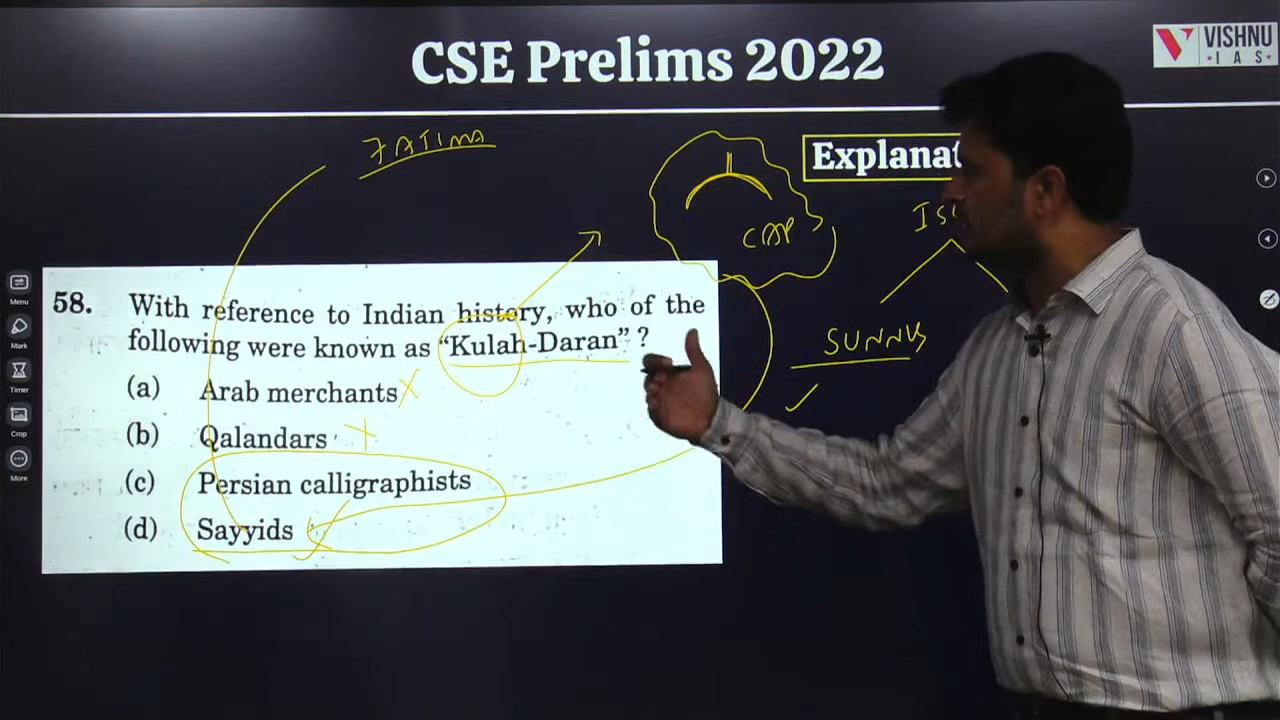 CSE Prelims 2022
VISHNU
IAS
FATIMA
Explanat
CAP
58. With reference to Indian history, who of the
following were known as “Kulah-Daran” ?
(a) Arab merchants
(b) Qalandars
(c) Persian calligraphists
(d) Sayyids
Menu
Mark
Timer
Crop
More